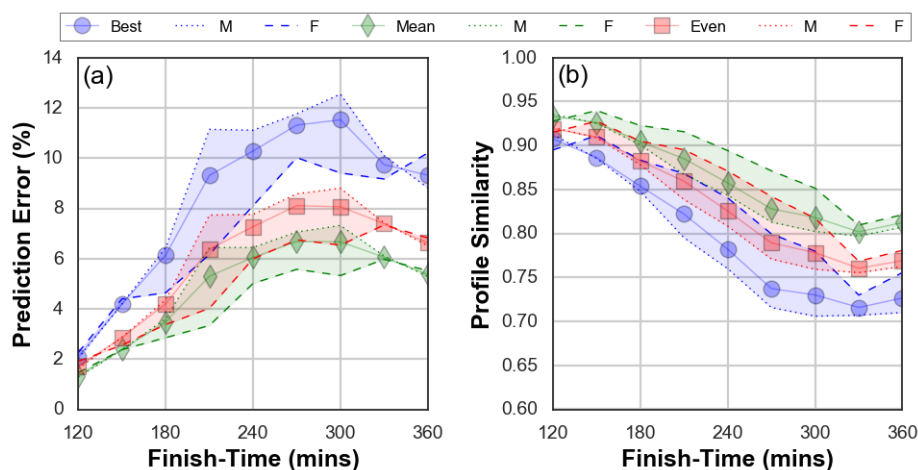 Best M F Mean M F Even M F
(a)
Prediction Error (%)
14
12
10
8
6
4
2
0
120 180 240 300 360
Finish-Time (mins)
(b)
Profile Similarity
1.00
0.95
0.90
0.85
0.80
0.75
0.70
0.65
0.60
120 180 240 300 360
Finish-Time (mins)